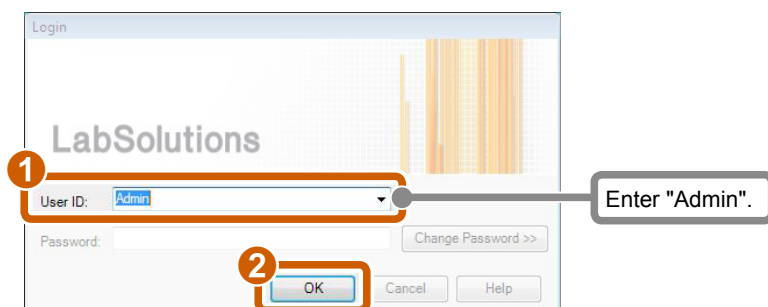 Login
LabSolutions
1
User ID: Admin
Enter "Admin".
Password: Change Password >>
2
OK Cancel Help